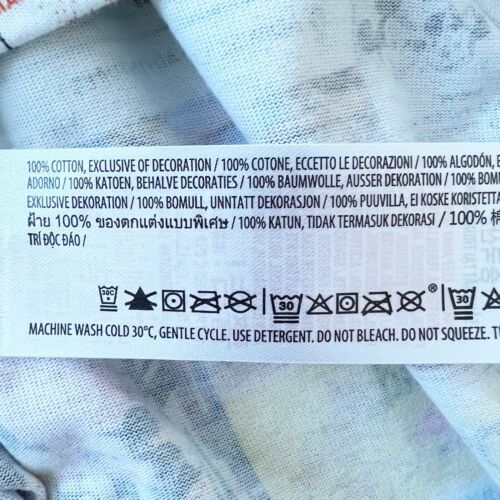 100% COTTON, EXCLUSIVE OF DECORATION / 100% COTONE, ECCETTO LE DECORAZIONI / 100% ALGODÓN, E
ADORNO / 100% KATOEN, BEHALVE DECORATIES / 100% BAUMWOLLE, AUSSER DEKORATION / 100% BOMU
EXKLUSIVE DEKORATION / 100% BOMULL, UNNTATT DEKORASJON / 100% PUUVILLA, EI KOSKE KORISTETTA
ฝ้าย 100% ของตกแต่งแบบพิเศษ / 100% KATUN, TIDAK TERMASUK DEKORASI / 100% 棉
TRÍ ĐỘC ĐÁO /
30C 30 ® 30
MACHINE WASH COLD 30°C, GENTLE CYCLE. USE DETERGENT. DO NOT BLEACH. DO NOT SQUEEZE. T